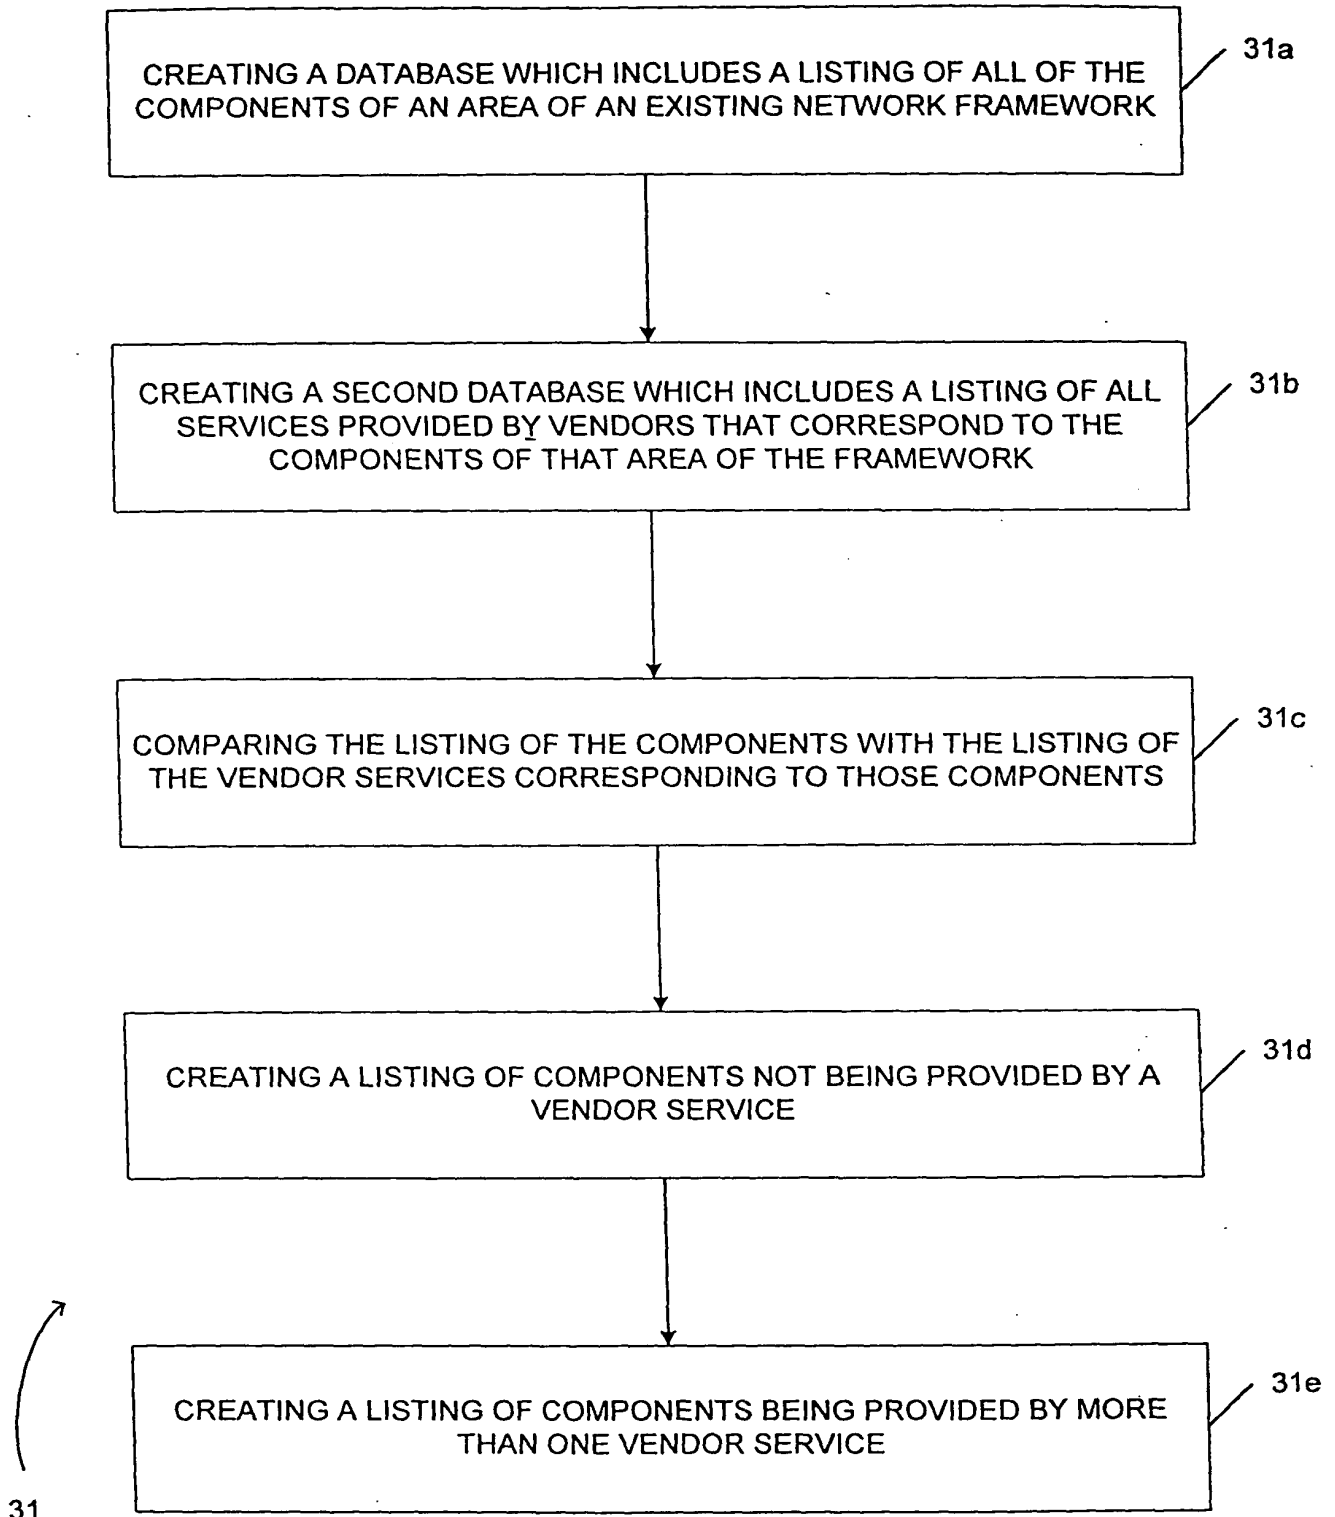 CREATING A DATABASE WHICH INCLUDES A LISTING OF ALL OF THE
COMPONENTS OF AN AREA OF AN EXISTING NETWORK FRAMEWORK
31a
CREATING A SECOND DATABASE WHICH INCLUDES A LISTING OF ALL
SERVICES PROVIDED BY VENDORS THAT CORRESPOND TO THE
COMPONENTS OF THAT AREA OF THE FRAMEWORK
31b
COMPARING THE LISTING OF THE COMPONENTS WITH THE LISTING OF
THE VENDOR SERVICES CORRESPONDING TO THOSE COMPONENTS
31c
CREATING A LISTING OF COMPONENTS NOT BEING PROVIDED BY A
VENDOR SERVICE
31d
CREATING A LISTING OF COMPONENTS BEING PROVIDED BY MORE
THAN ONE VENDOR SERVICE
31e
31